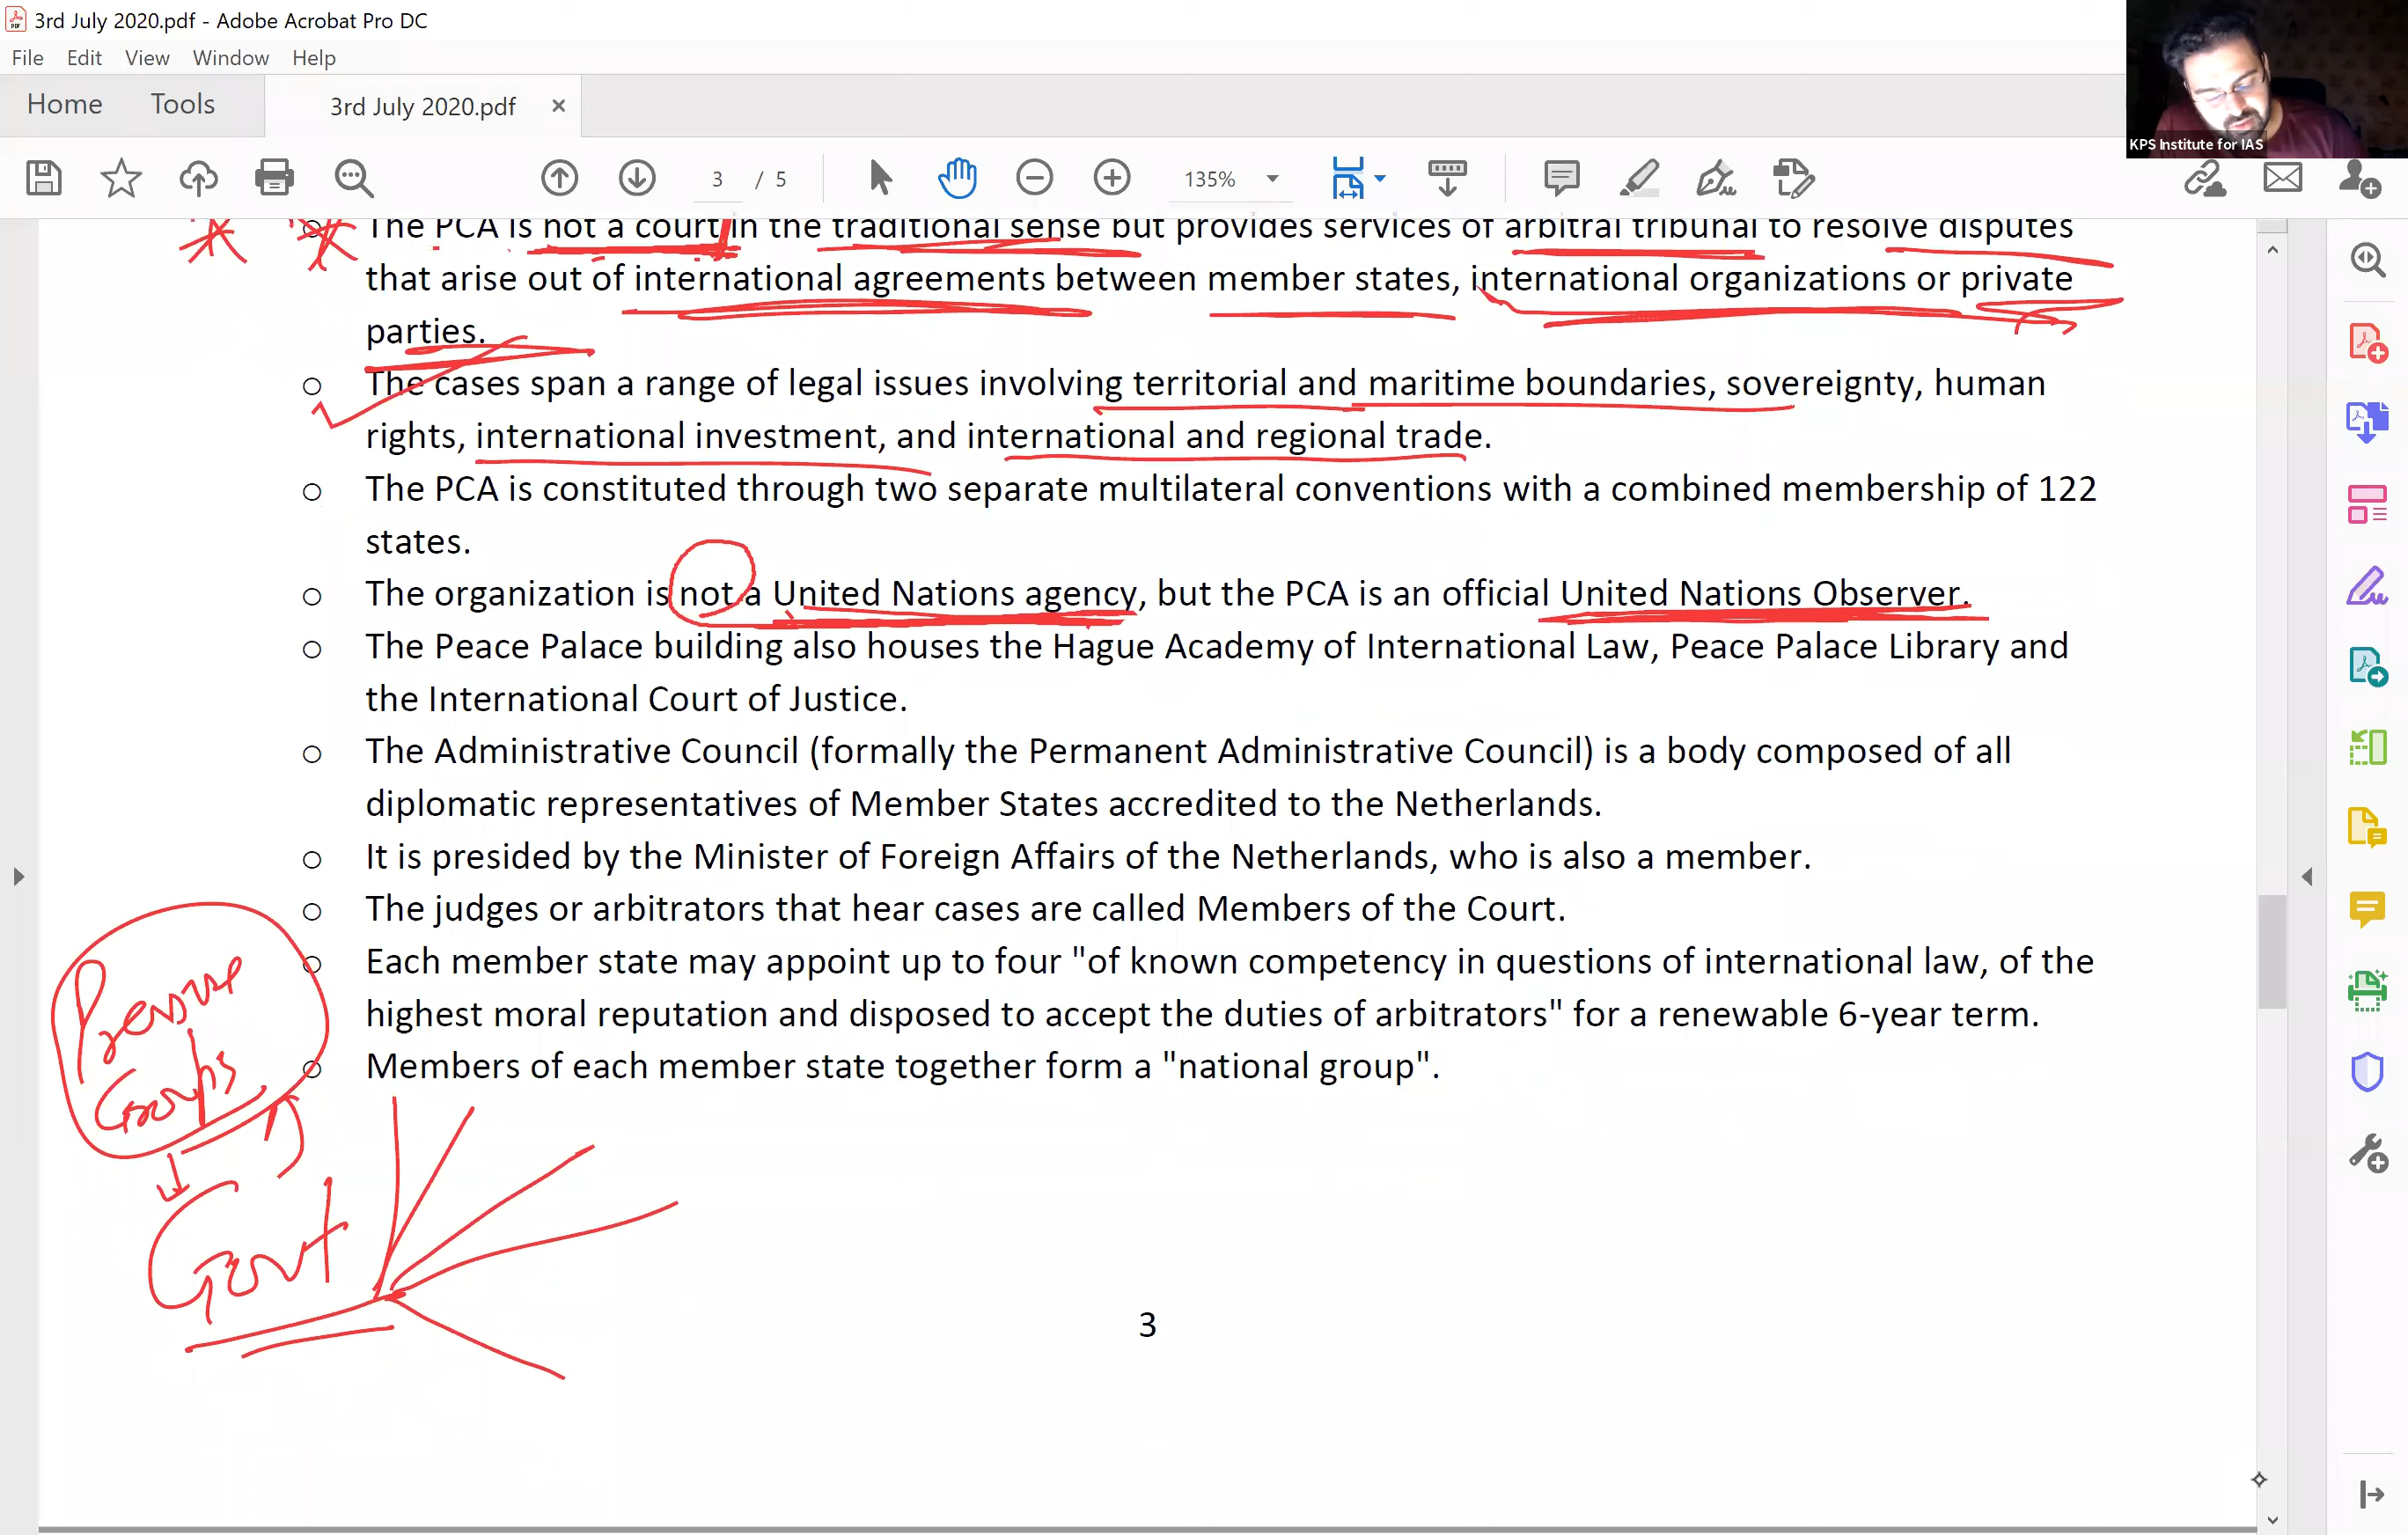 3rd July 2020.pdf - Adobe Acrobat Pro DC
File Edit View Window Help
Home Tools 3rd July 2020.pdf ×
3 / 5 135%
KPS Institute for IAS
The PCA is not a court in the traditional sense but provides services of arbitral tribunal to resolve disputes
that arise out of international agreements between member states, international organizations or private
parties.
The cases span a range of legal issues involving territorial and maritime boundaries, sovereignty, human
rights, international investment, and international and regional trade.
The PCA is constituted through two separate multilateral conventions with a combined membership of 122
states.
The organization is not a United Nations agency, but the PCA is an official United Nations Observer.
The Peace Palace building also houses the Hague Academy of International Law, Peace Palace Library and
the International Court of Justice.
The Administrative Council (formally the Permanent Administrative Council) is a body composed of all
diplomatic representatives of Member States accredited to the Netherlands.
It is presided by the Minister of Foreign Affairs of the Netherlands, who is also a member.
The judges or arbitrators that hear cases are called Members of the Court.
Each member state may appoint up to four "of known competency in questions of international law, of the
highest moral reputation and disposed to accept the duties of arbitrators" for a renewable 6-year term.
Members of each member state together form a "national group".
Pressure
Groups
Govt
3